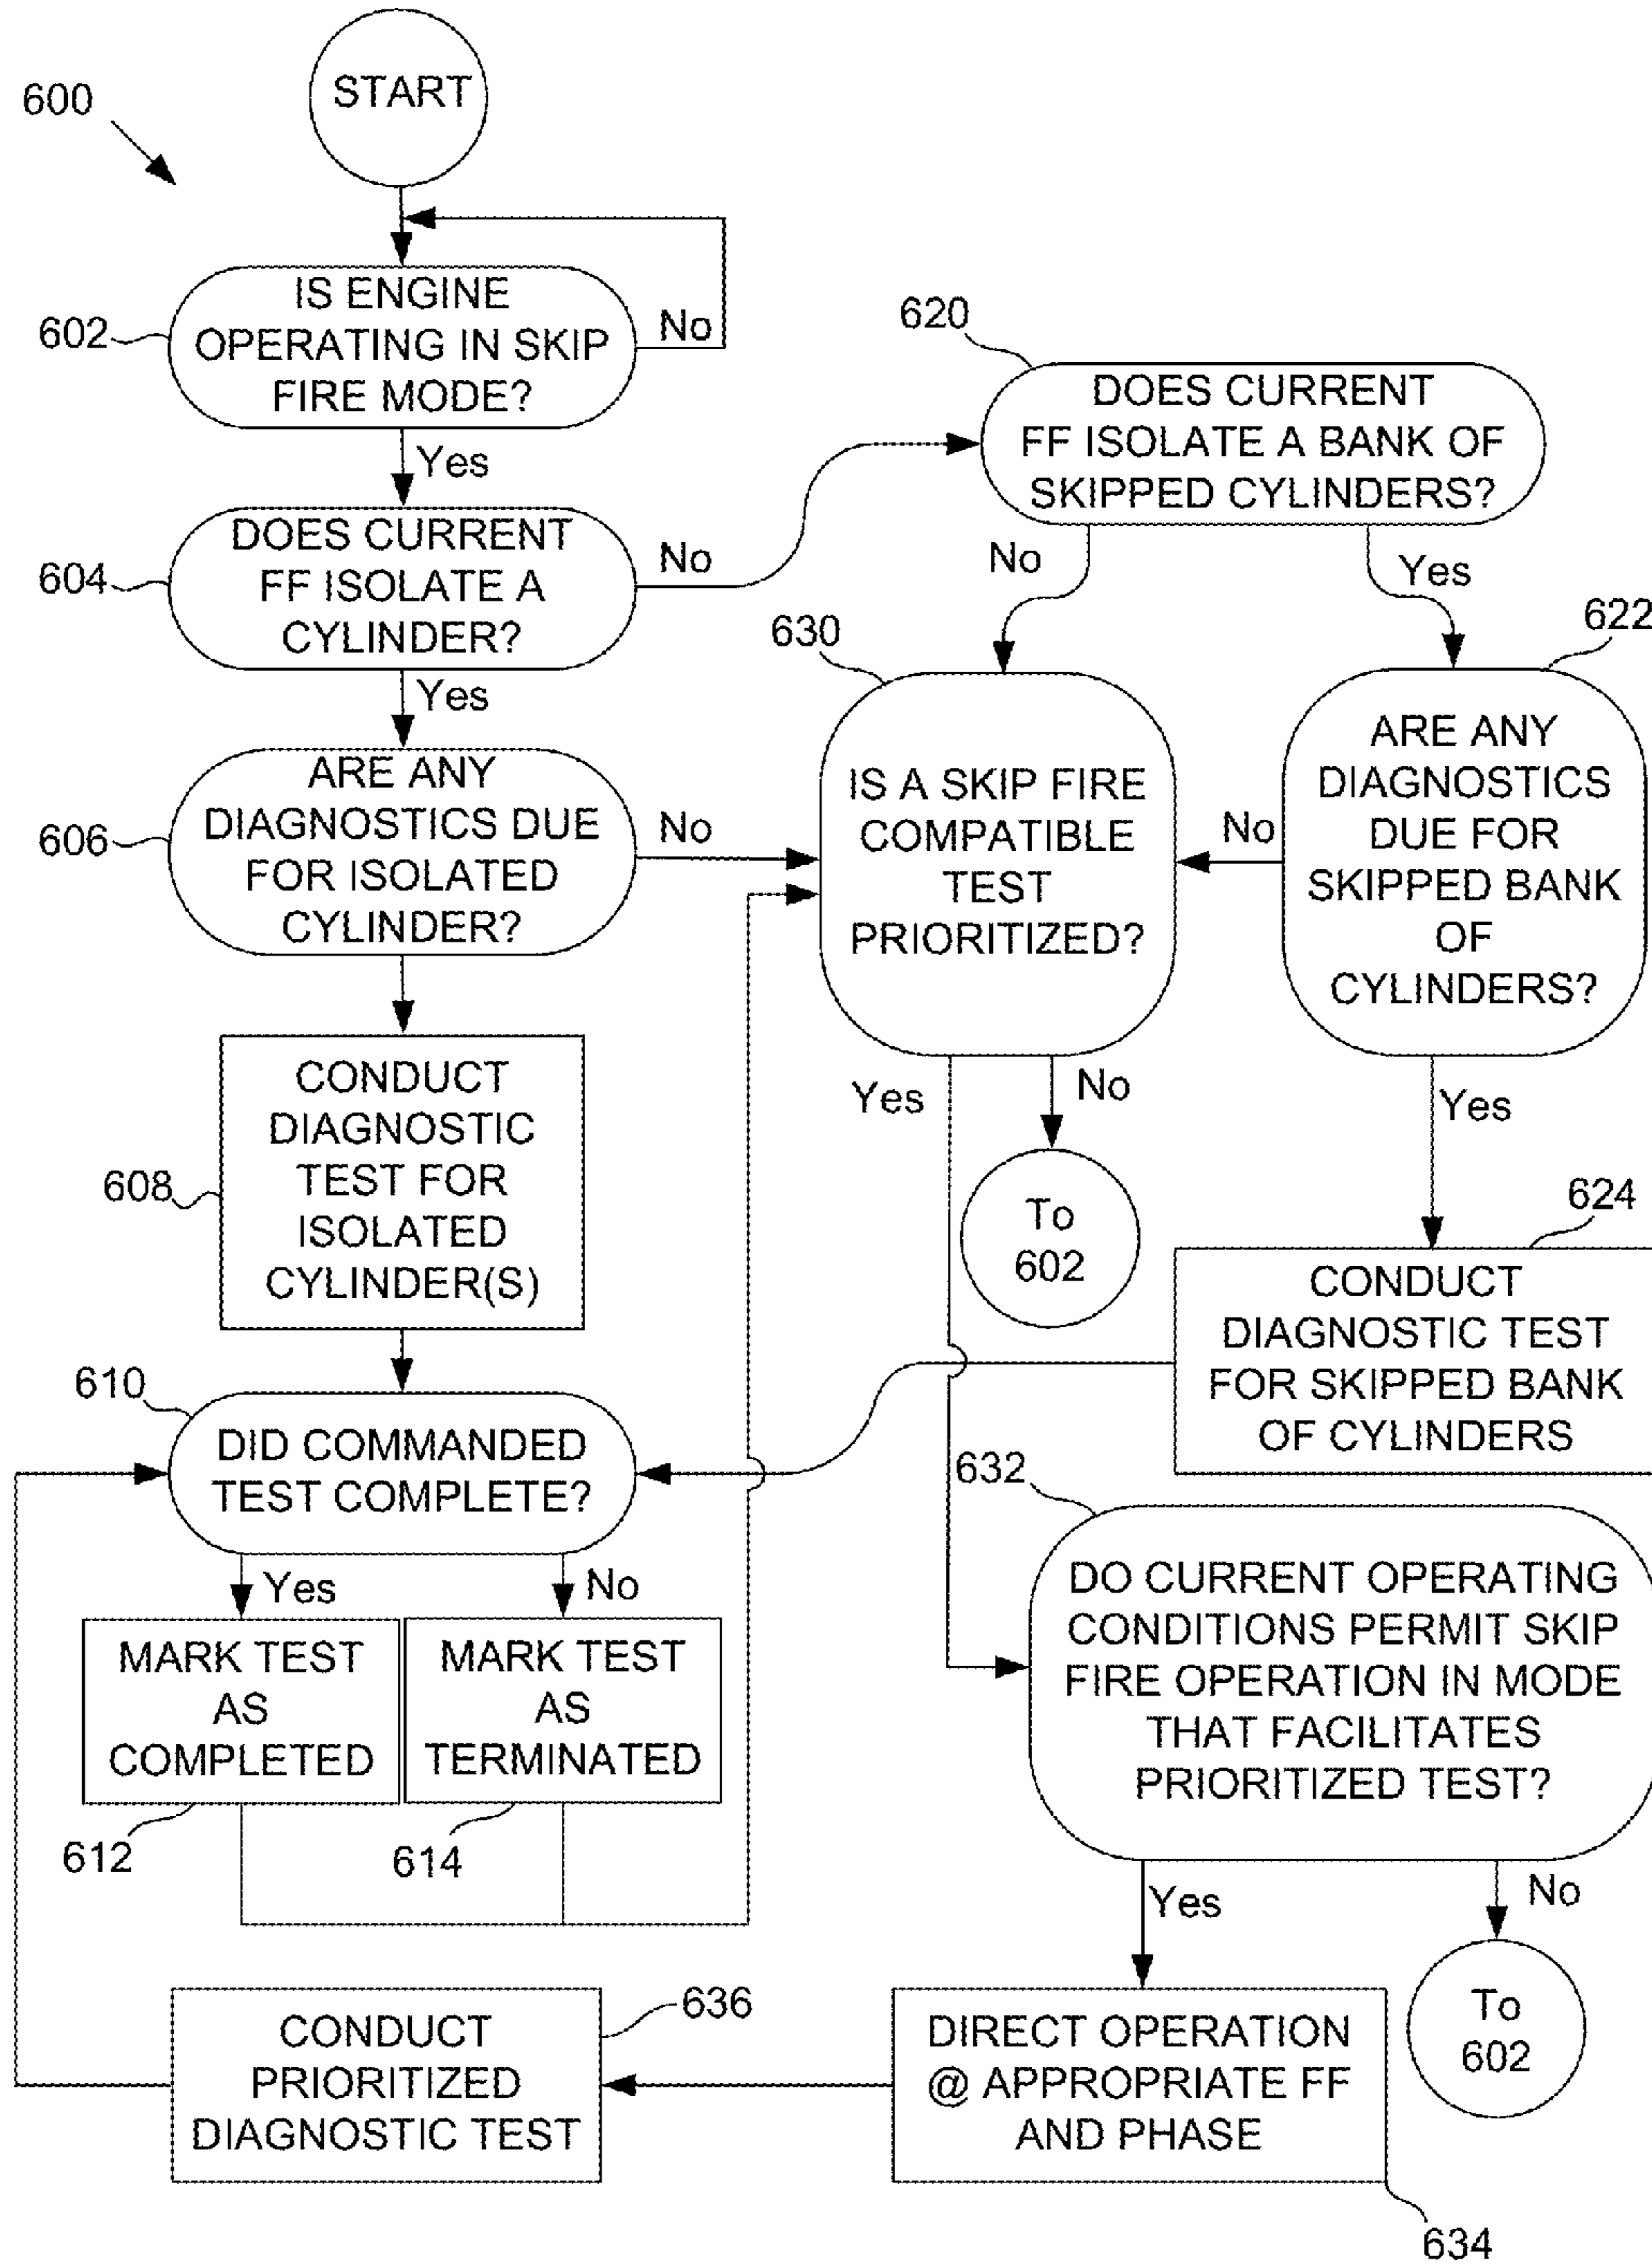 600
START
602
IS ENGINE
OPERATING IN SKIP
FIRE MODE?
No
Yes
604
DOES CURRENT
FF ISOLATE A
CYLINDER?
No
Yes
606
ARE ANY
DIAGNOSTICS DUE
FOR ISOLATED
CYLINDER?
No
608
CONDUCT
DIAGNOSTIC
TEST FOR
ISOLATED
CYLINDER(S)
610
DID COMMANDED
TEST COMPLETE?
Yes
No
MARK TEST
AS
COMPLETED
612
MARK TEST
AS
TERMINATED
614
620
DOES CURRENT
FF ISOLATE A BANK OF
SKIPPED CYLINDERS?
No
Yes
630
IS A SKIP FIRE
COMPATIBLE
TEST
PRIORITIZED?
Yes
No
To
602
622
ARE ANY
DIAGNOSTICS
DUE FOR
SKIPPED BANK
OF
CYLINDERS?
No
Yes
624
CONDUCT
DIAGNOSTIC TEST
FOR SKIPPED BANK
OF CYLINDERS
632
DO CURRENT OPERATING
CONDITIONS PERMIT SKIP
FIRE OPERATION IN MODE
THAT FACILITATES
PRIORITIZED TEST?
Yes
No
To
602
DIRECT OPERATION
@ APPROPRIATE FF
AND PHASE
634
636
CONDUCT
PRIORITIZED
DIAGNOSTIC TEST